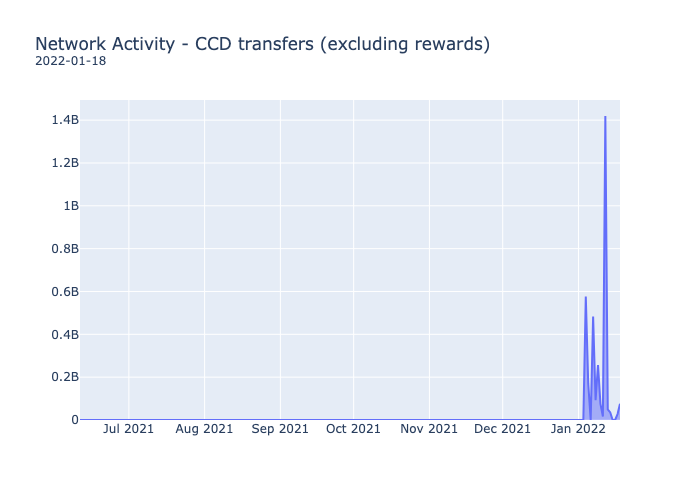 Network Activity - CCD transfers (excluding rewards)
2022-01-18
1.4B
1.2B
1B
0.8B
0.6B
0.4B
0.2B
0
Jul 2021 Aug 2021 Sep 2021 Oct 2021 Nov 2021 Dec 2021 Jan 2022